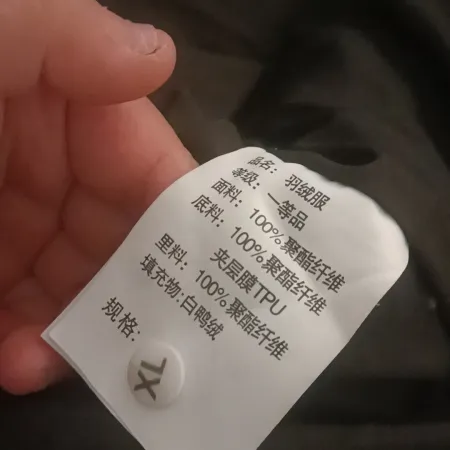 品名: 羽绒服
等级: 一等品
面料: 100%聚酯纤维
底料: 100%聚酯纤维
夹层膜TPU
里料: 100%聚酯纤维
填充物:白鸭绒
规格:
XL